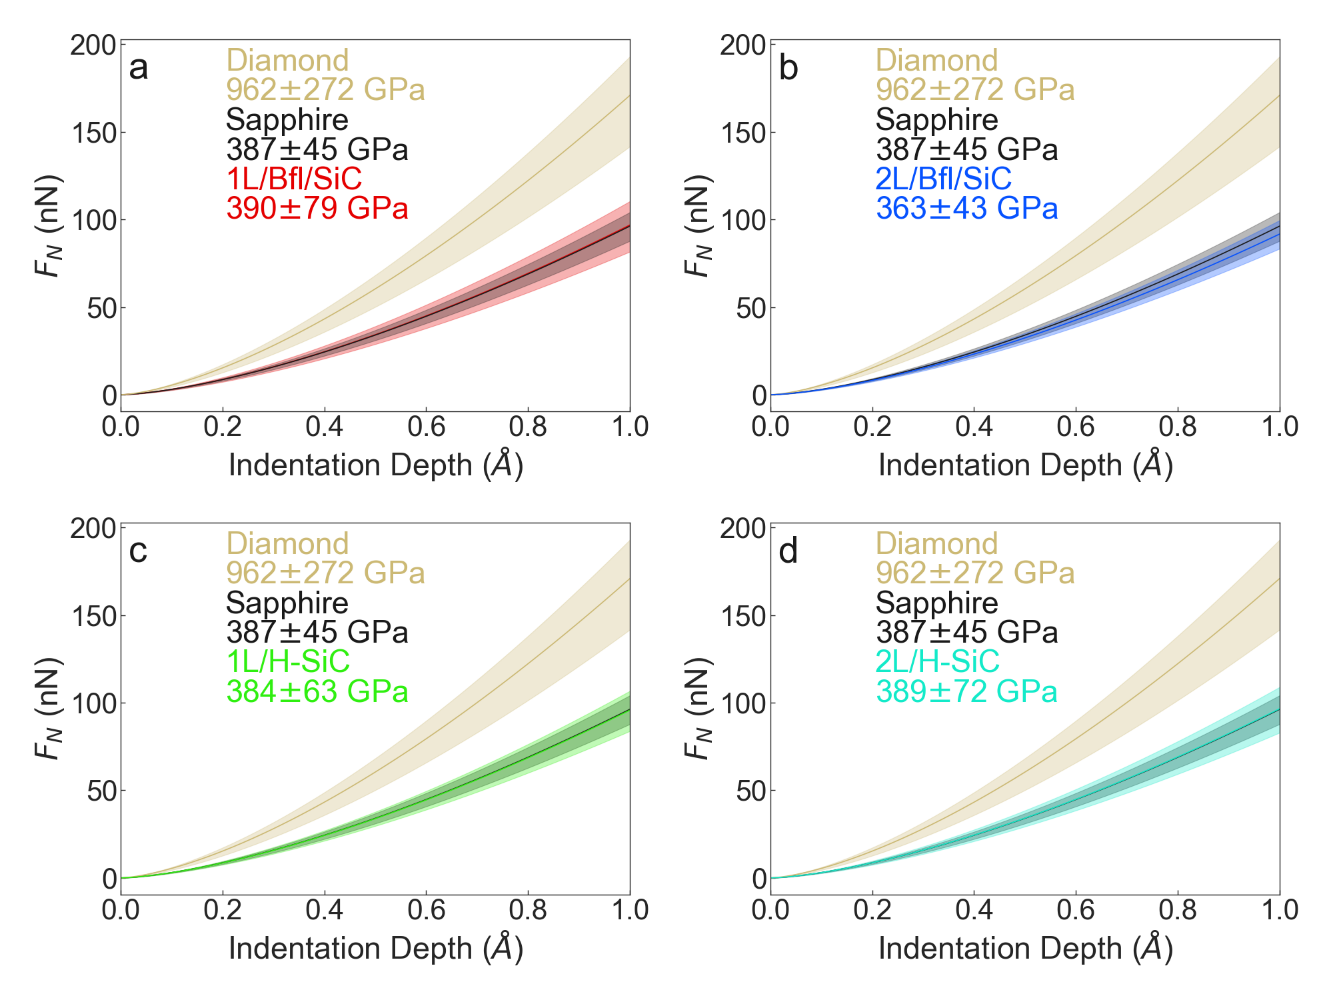 a
Diamond
962±272 GPa
Sapphire
387±45 GPa
1L/Bfl/SiC
390±79 GPa
200
150
100
50
0
F_N (nN)
0.0 0.2 0.4 0.6 0.8 1.0
Indentation Depth (Å)
b
Diamond
962±272 GPa
Sapphire
387±45 GPa
2L/Bfl/SiC
363±43 GPa
200
150
100
50
0
F_N (nN)
0.0 0.2 0.4 0.6 0.8 1.0
Indentation Depth (Å)
c
Diamond
962±272 GPa
Sapphire
387±45 GPa
1L/H-SiC
384±63 GPa
200
150
100
50
0
F_N (nN)
0.0 0.2 0.4 0.6 0.8 1.0
Indentation Depth (Å)
d
Diamond
962±272 GPa
Sapphire
387±45 GPa
2L/H-SiC
389±72 GPa
200
150
100
50
0
F_N (nN)
0.0 0.2 0.4 0.6 0.8 1.0
Indentation Depth (Å)